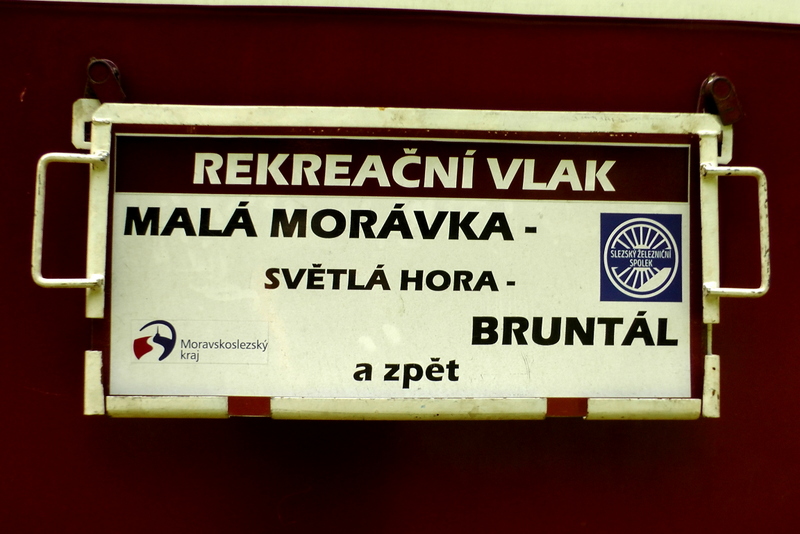 REKREAČNÍ VLAK
MALÁ MORÁVKA -
SLEZSKÝ ŽELEZNIČNÍ
SPOLEK
SVĚTLÁ HORA -
BRUNTÁL
Moravskoslezský
kraj
a zpět